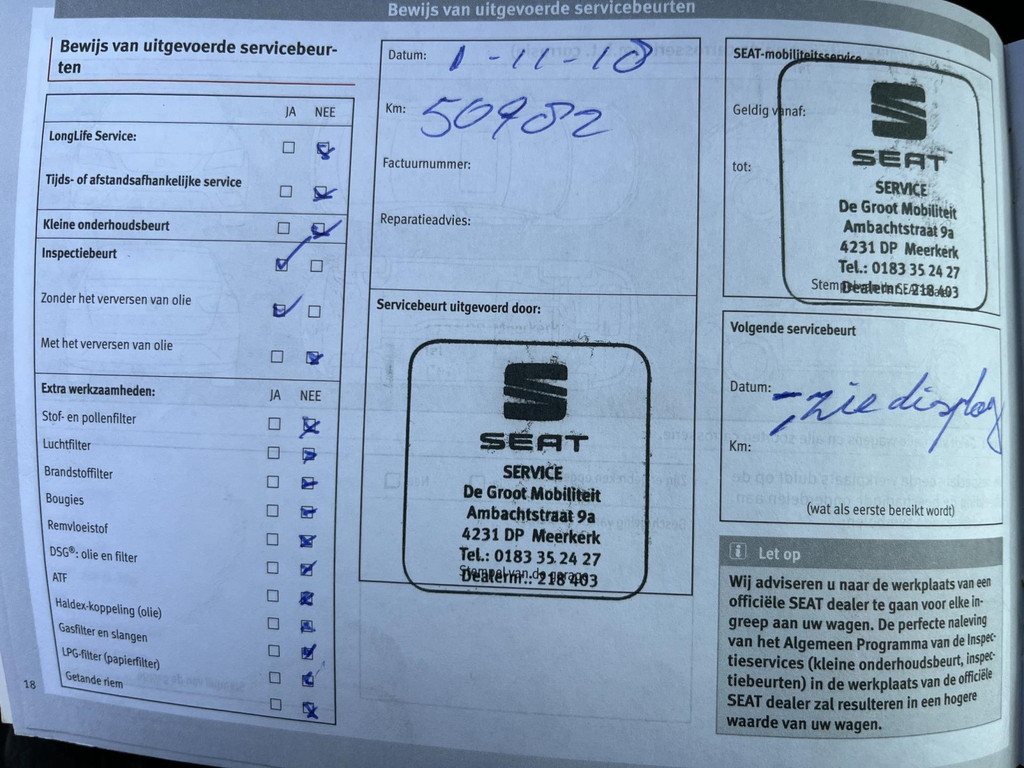 Bewijs van uitgevoerde servicebeurten
Bewijs van uitgevoerde servicebeur-
ten
JA NEE
LongLife Service:
Tijds- of afstandsafhankelijke service
Kleine onderhoudsbeurt
Inspectiebeurt
Zonder het verversen van olie
Met het verversen van olie
Extra werkzaamheden: JA NEE
Stof- en pollenfilter
Luchtfilter
Brandstoffilter
Bougies
Remvloeistof
DSG®: olie en filter
ATF
Haldex-koppeling (olie)
Gasfilter en slangen
LPG-filter (papierfilter)
Getande riem
18
Datum: 1-11-18
Km: 50982
Factuurnummer:
Reparatieadvies:
Servicebeurt uitgevoerd door:
SEAT
SERVICE
De Groot Mobiliteit
Ambachtstraat 9a
4231 DP Meerkerk
Tel.: 0183 35 24 27
Dealernr.: 218 403
Stempel van de garage
SEAT-mobiliteitsservice
Geldig vanaf:
tot:
SEAT
SERVICE
De Groot Mobiliteit
Ambachtstraat 9a
4231 DP Meerkerk
Tel.: 0183 35 24 27
Dealernr.: 218 403
Volgende servicebeurt
Datum: zie display
Km:
(wat als eerste bereikt wordt)
i Let op
Wij adviseren u naar de werkplaats van een
officiële SEAT dealer te gaan voor elke in-
greep aan uw wagen. De perfecte naleving
van het Algemeen Programma van de Inspec-
tieservices (kleine onderhoudsbeurt, inspec-
tiebeurten) in de werkplaats van de officiële
SEAT dealer zal resulteren in een hogere
waarde van uw wagen.